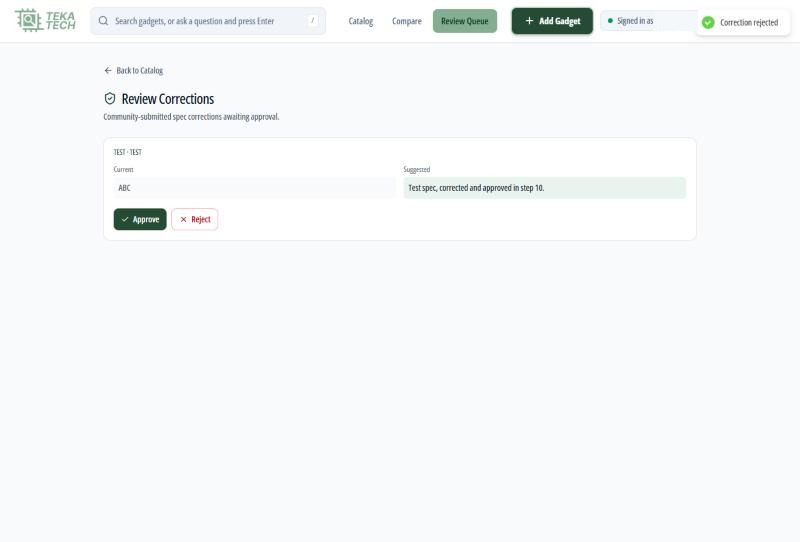 TEKA TECH
Search gadgets, or ask a question and press Enter
/
Catalog
Compare
Review Queue
Add Gadget
Signed in as
Correction rejected
Back to Catalog
Review Corrections
Community-submitted spec corrections awaiting approval.
TEST · TEST
Current
Suggested
ABC
Test spec, corrected and approved in step 10.
Approve
Reject